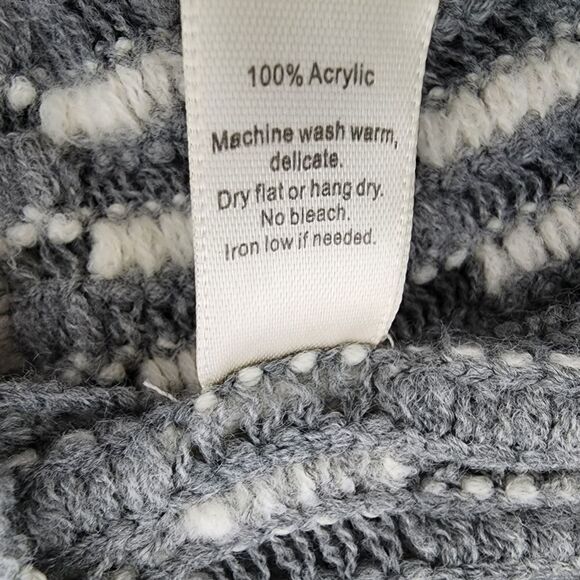 100% Acrylic
Machine wash warm,
delicate.
Dry flat or hang dry.
No bleach.
Iron low if needed.